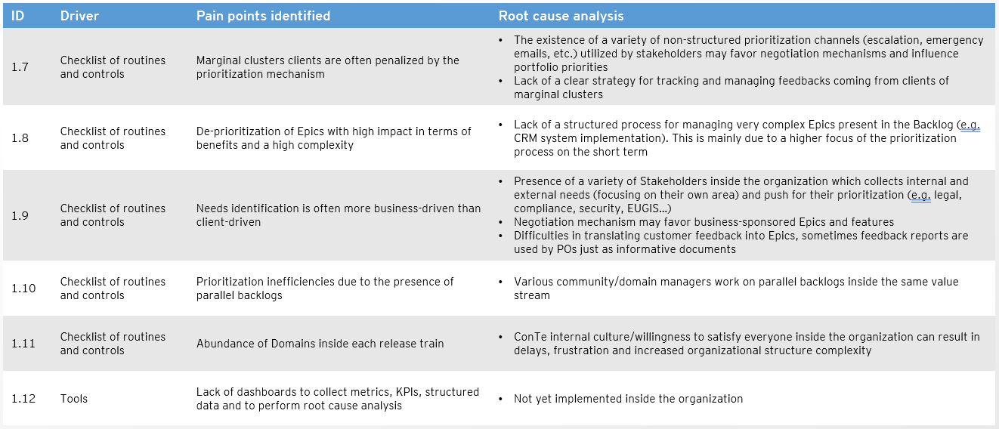 ID Driver Pain points identified Root cause analysis
1.7
Checklist of routines
and controls
Marginal clusters clients are often penalized by the
prioritization mechanism
• The existence of a variety of non-structured prioritization channels (escalation, emergency
emails, etc.) utilized by stakeholders may favor negotiation mechanisms and influence
portfolio priorities
• Lack of a clear strategy for tracking and managing feedbacks coming from clients of
marginal clusters
1.8
Checklist of routines
and controls
De-prioritization of Epics with high impact in terms of
benefits and a high complexity
• Lack of a structured process for managing very complex Epics present in the Backlog (e.g.
CRM system implementation). This is mainly due to a higher focus of the prioritization
process on the short term
1.9
Checklist of routines
and controls
Needs identification is often more business-driven than
client-driven
• Presence of a variety of Stakeholders inside the organization which collects internal and
external needs (focusing on their own area) and push for their prioritization (e.g. legal,
compliance, security, EUGIS...)
• Negotiation mechanism may favor business-sponsored Epics and features
• Difficulties in translating customer feedback into Epics, sometimes feedback reports are
used by POs just as informative documents
1.10
Checklist of routines
and controls
Prioritization inefficiencies due to the presence of
parallel backlogs
• Various community/domain managers work on parallel backlogs inside the same value
stream
1.11
Checklist of routines
and controls
Abundance of Domains inside each release train
• ConTe internal culture/willingness to satisfy everyone inside the organization can result in
delays, frustration and increased organizational structure complexity
1.12
Tools
Lack of dashboards to collect metrics, KPIs, structured
data and to perform root cause analysis
• Not yet implemented inside the organization